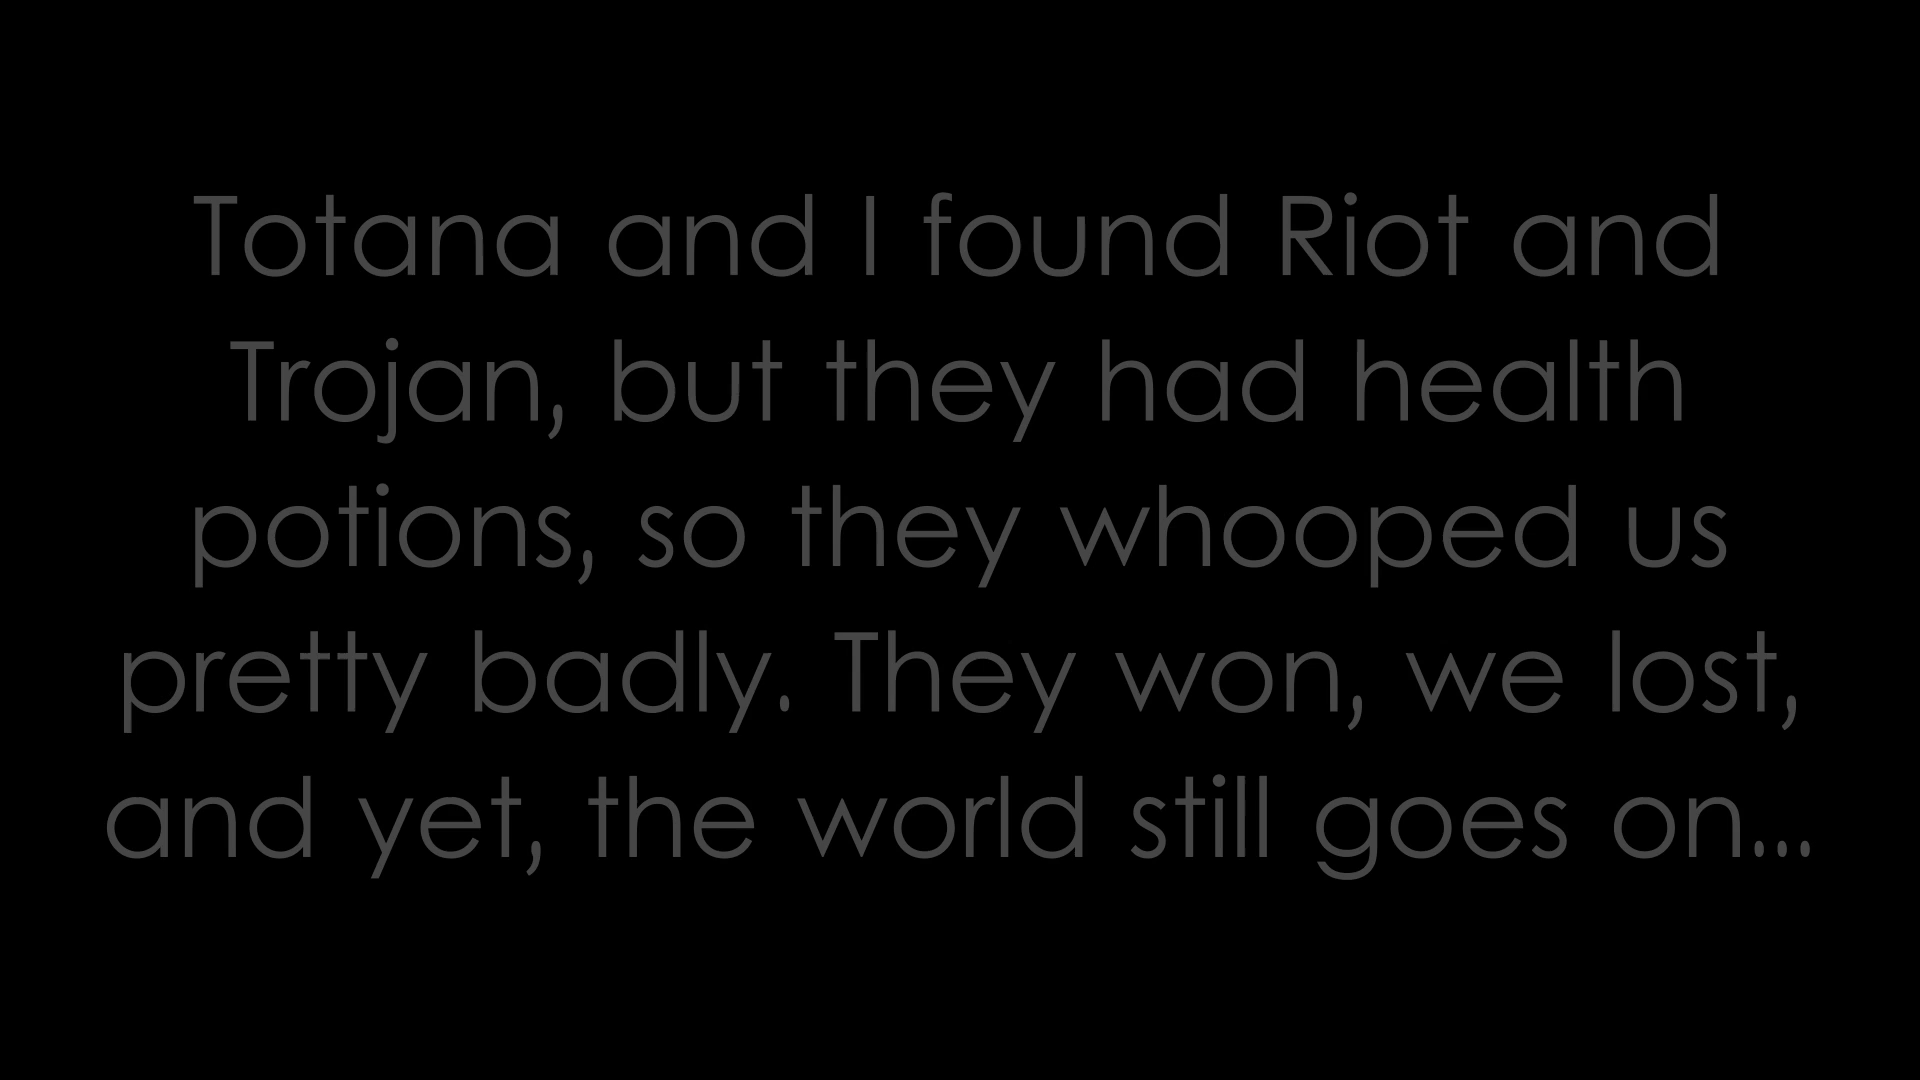 Totana and I found Riot and
Trojan, but they had health
potions, so they whooped us
pretty badly. They won, we lost,
and yet, the world still goes on...